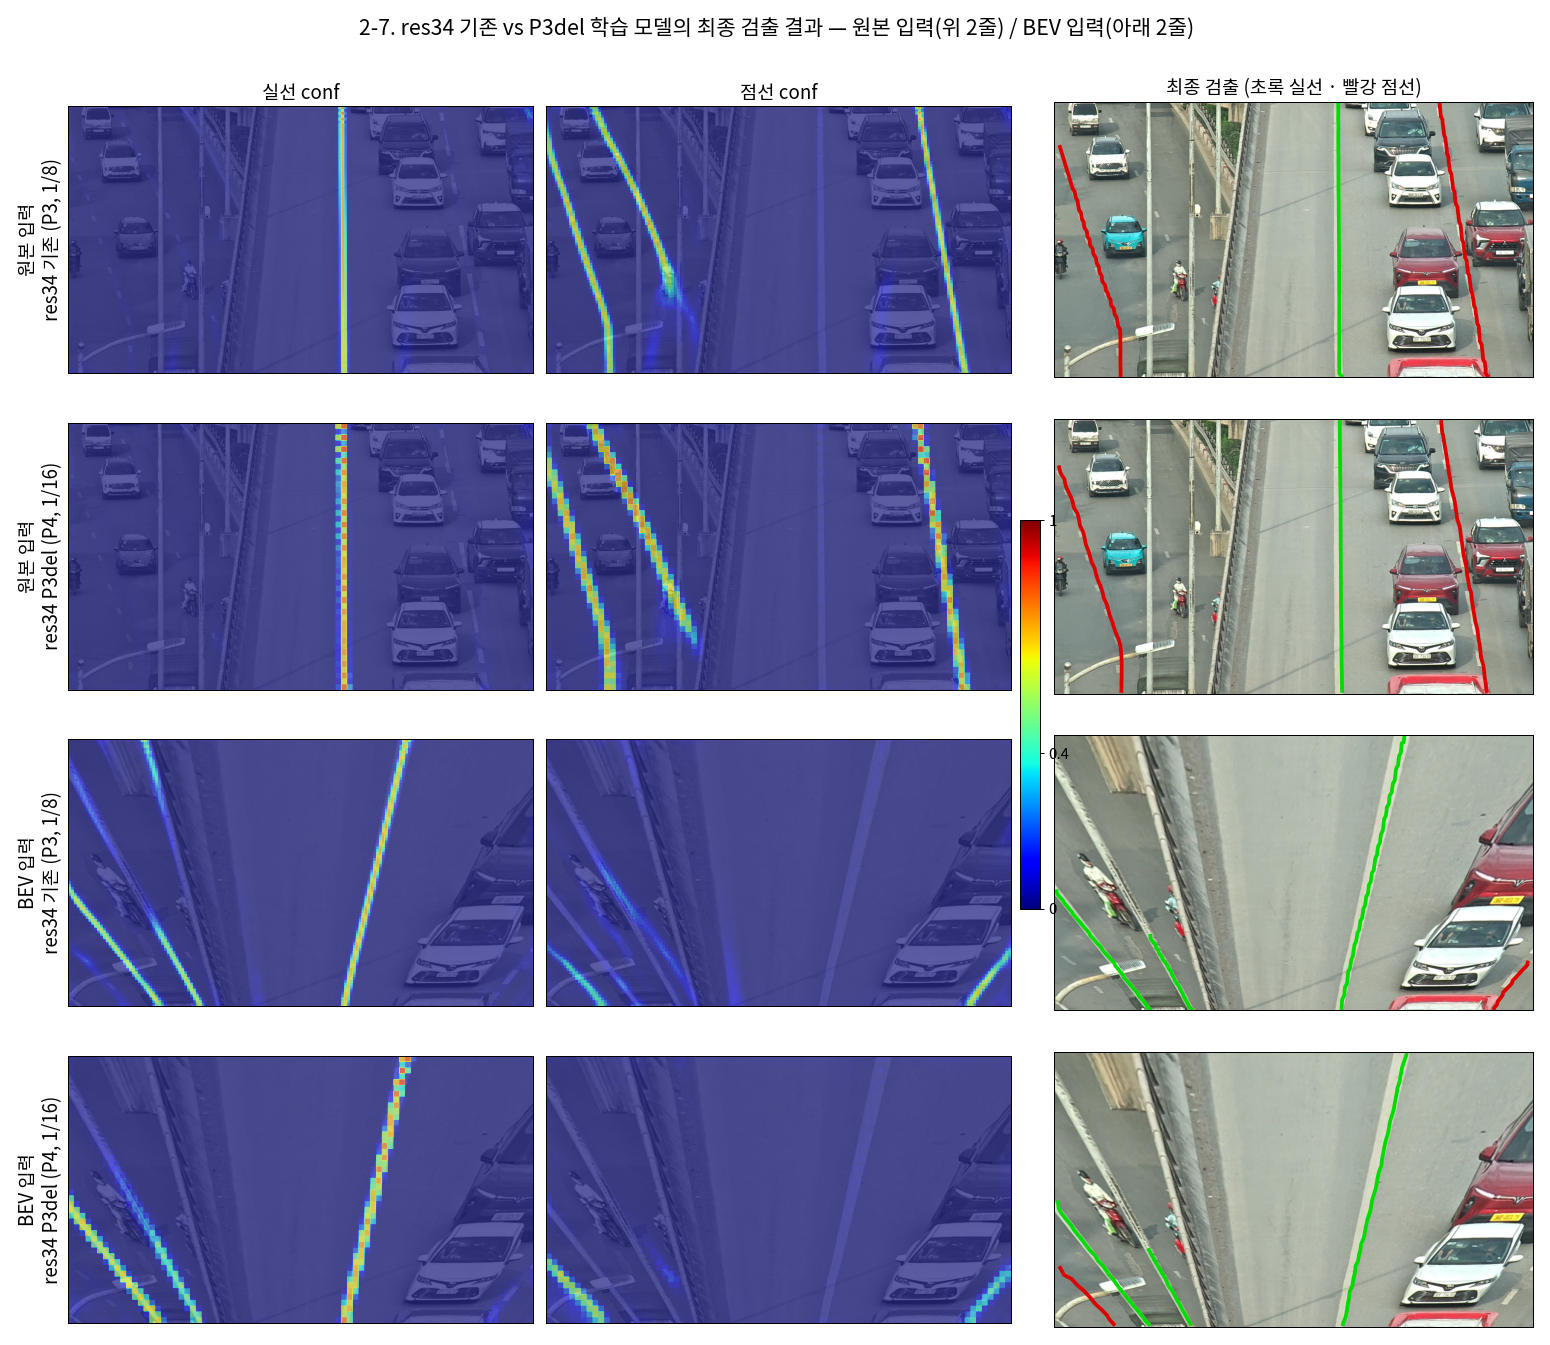 2-7. res34 기존 vs P3del 학습 모델의 최종 검출 결과 — 원본 입력(위 2줄) / BEV 입력(아래 2줄)
실선 conf
점선 conf
최종 검출 (초록 실선 · 빨강 점선)
원본 입력
res34 기존 (P3, 1/8)
원본 입력
res34 P3del (P4, 1/16)
1
0.4
0
BEV 입력
res34 기존 (P3, 1/8)
BEV 입력
res34 P3del (P4, 1/16)